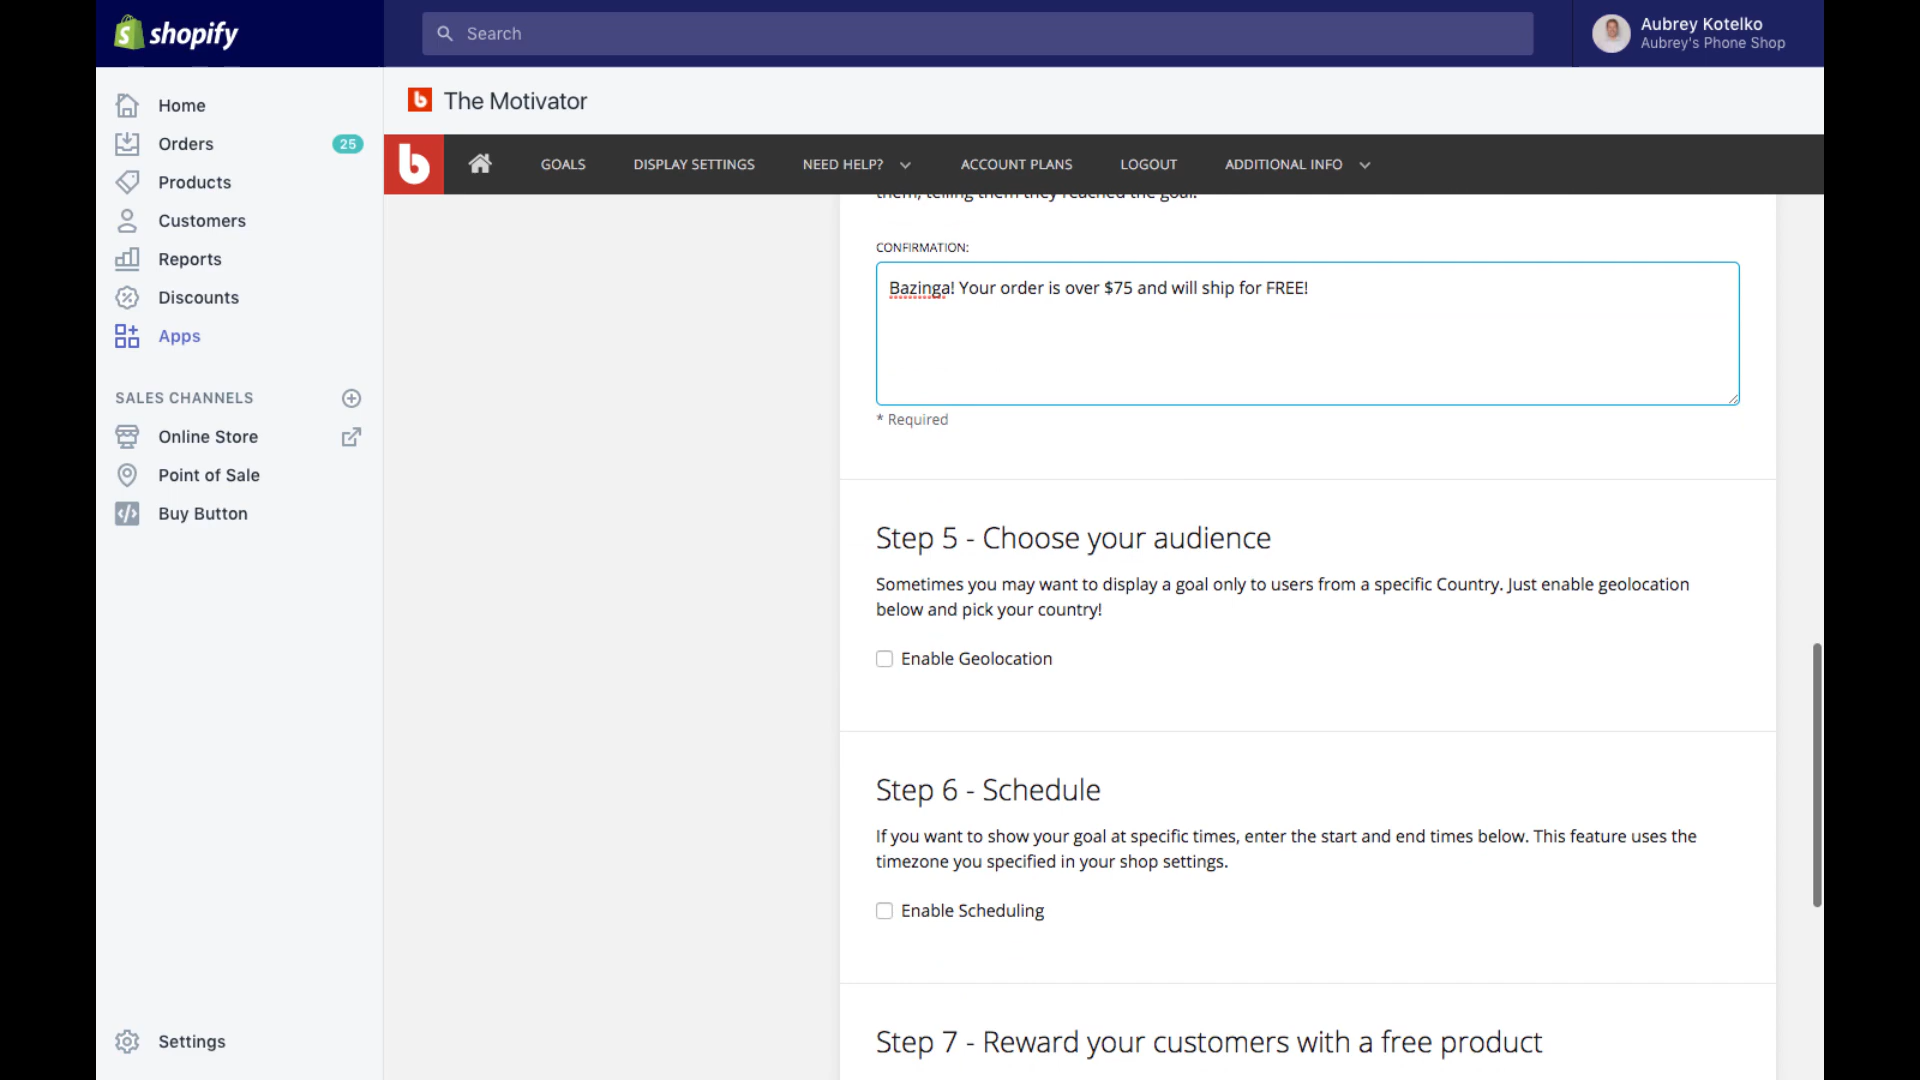 shopify
Search
Aubrey Kotelko
Aubrey's Phone Shop
Home
Orders
25
Products
Customers
Reports
Discounts
Apps
SALES CHANNELS
Online Store
Point of Sale
Buy Button
Settings
The Motivator
GOALS
DISPLAY SETTINGS
NEED HELP?
ACCOUNT PLANS
LOGOUT
ADDITIONAL INFO
them, telling them they reached the goal.
CONFIRMATION:
Bazinga! Your order is over $75 and will ship for FREE!
* Required
Step 5 - Choose your audience
Sometimes you may want to display a goal only to users from a specific Country. Just enable geolocation
below and pick your country!
Enable Geolocation
Step 6 - Schedule
If you want to show your goal at specific times, enter the start and end times below. This feature uses the
timezone you specified in your shop settings.
Enable Scheduling
Step 7 - Reward your customers with a free product